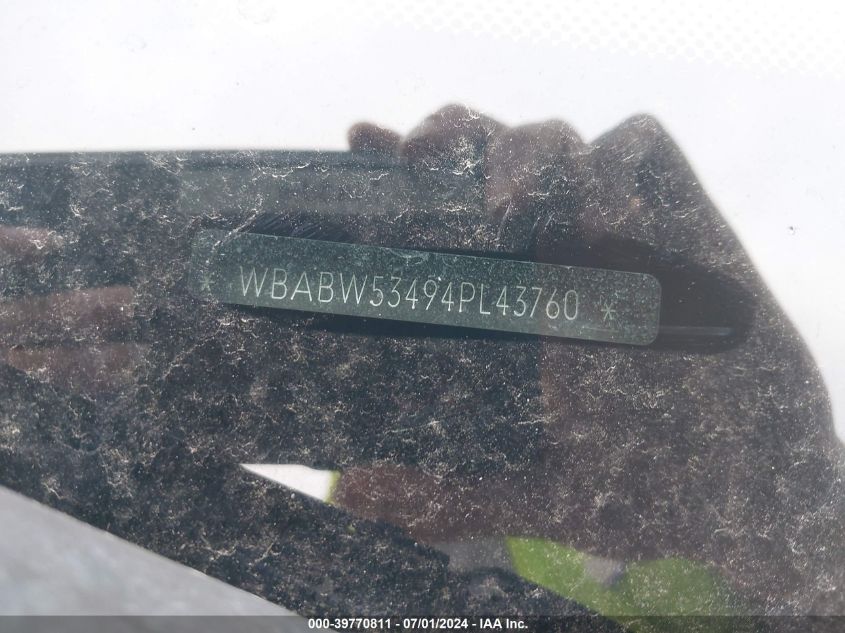 * WBABW53494PL43760 *
000-39770811 - 07/01/2024 - IAA Inc.